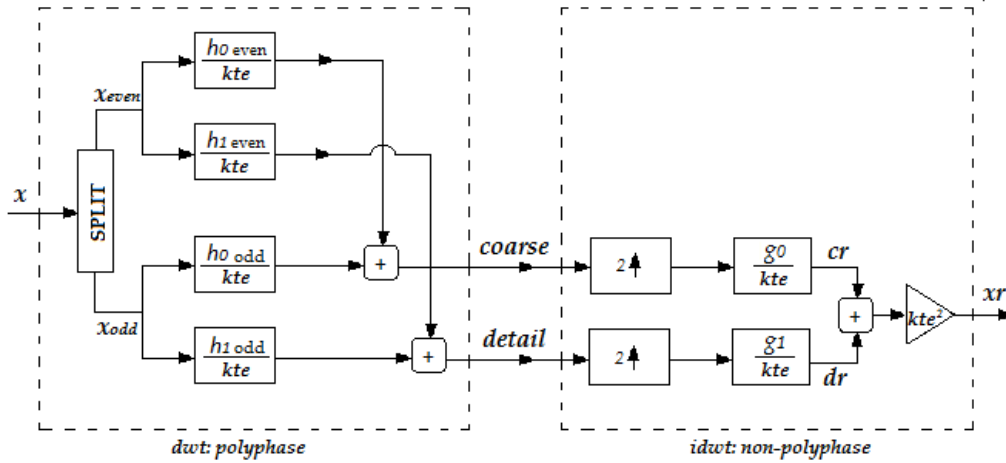 h0 even
kte
xeven
h1 even
kte
x
SPLIT
h0 odd
kte
+
coarse
2
g0
kte
cr
xodd
h1 odd
kte
+
detail
2
g1
kte
dr
+
kte²
xr
dwt: polyphase
idwt: non-polyphase